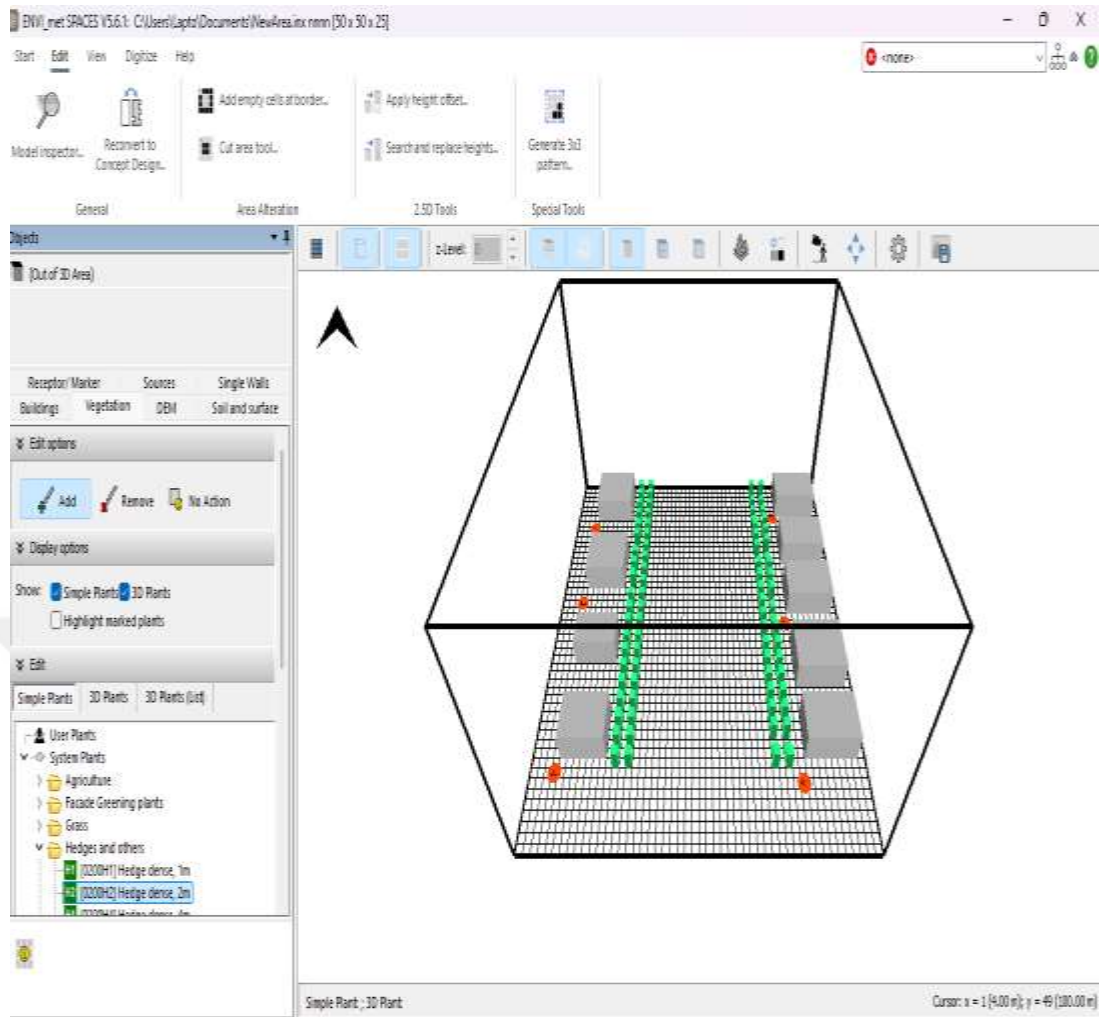 ENVI_met SPACES V5.6.1: C:\Users\Lapto\Documents\NewArea.inx nmnn [50 x 50 x 25]
Start Edit View Digitize Help
<none>
Model inspector...
Reconvert to Concept Design...
General
Add empty cells at border...
Cut area tool...
Area Alteration
Apply height offset...
Search and replace heights...
2.5D Tools
Generate 3x3 pattern...
Special Tools
Objects
z-Level:
(Out of 3D Area)
Receptor/ Marker Sources Single Walls
Buildings Vegetation DEM Soil and surface
Edit options
Add Remove No Action
Display options
Show: Simple Plants 3D Plants
Highlight marked plants
Edit
Simple Plants 3D Plants 3D Plants (List)
User Plants
System Plants
Agriculture
Facade Greening plants
Grass
Hedges and others
[0200H1] Hedge dense, 1m
[0200H2] Hedge dense, 2m
Simple Plant ; 3D Plant
Cursor: x = 1 (4.00 m); y = 49 (100.00 m)